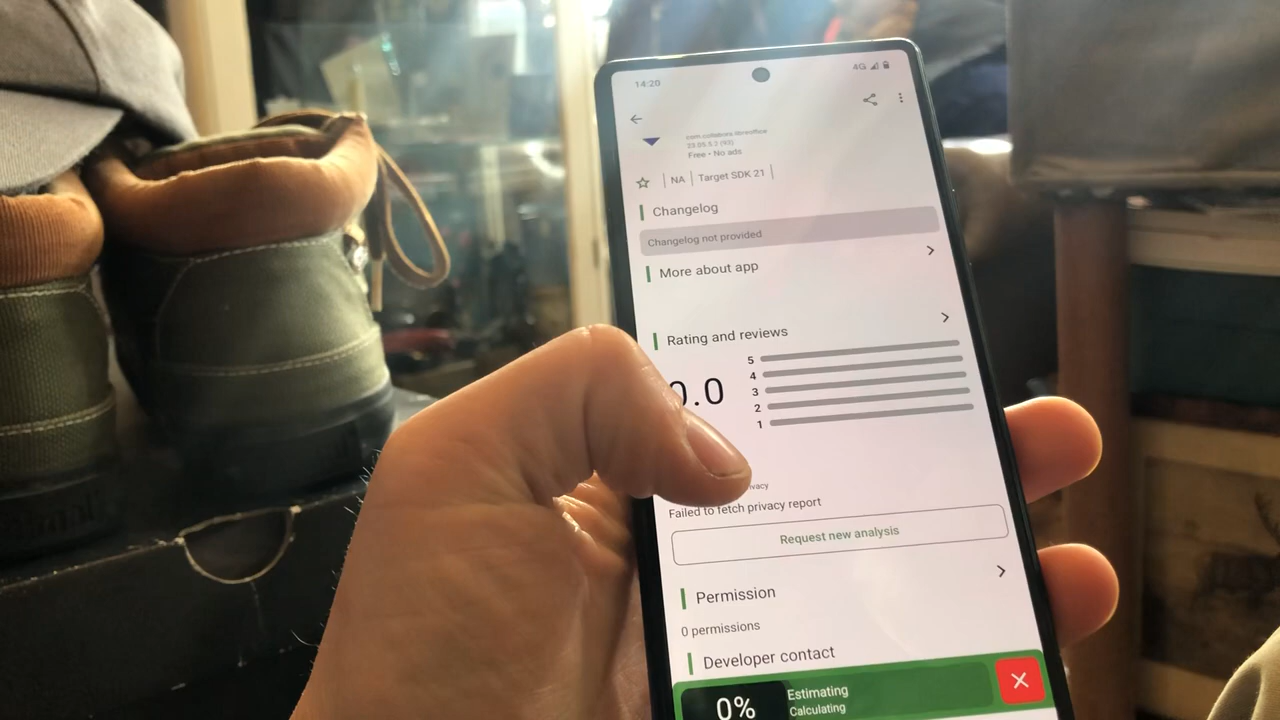 14:20
4G
com.collabora.libreoffice
23.05.5.2 (93)
Free • No ads
NA
Target SDK 21
Changelog
Changelog not provided
More about app
Rating and reviews
0.0
5
4
3
2
1
Failed to fetch privacy report
Request new analysis
Permission
0 permissions
Developer contact
0%
Estimating
Calculating